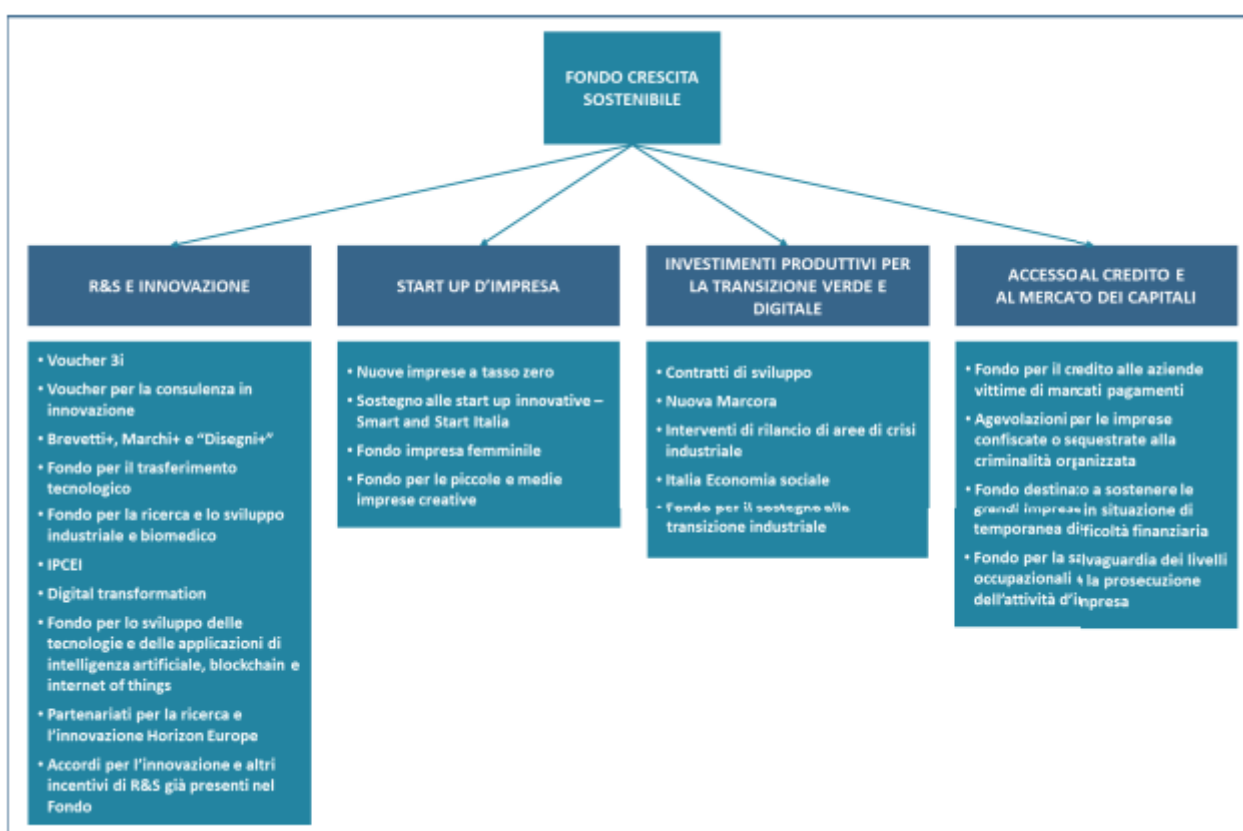 FONDO CRESCITA
SOSTENIBILE
R&S E INNOVAZIONE
• Voucher 3i
• Voucher per la consulenza in
innovazione
• Brevetti+, Marchi+ e “Disegni+”
• Fondo per il trasferimento
tecnologico
• Fondo per la ricerca e lo sviluppo
industriale e biomedico
• IPCEI
• Digital transformation
• Fondo per lo sviluppo delle
tecnologie e delle applicazioni di
intelligenza artificiale, blockchain e
internet of things
• Partenariati per la ricerca e
l’innovazione Horizon Europe
• Accordi per l’innovazione e altri
incentivi di R&S già presenti nel
Fondo
START UP D’IMPRESA
• Nuove imprese a tasso zero
• Sostegno alle start up innovative –
Smart and Start Italia
• Fondo impresa femminile
• Fondo per le piccole e medie
imprese creative
INVESTIMENTI PRODUTTIVI PER
LA TRANSIZIONE VERDE E
DIGITALE
• Contratti di sviluppo
• Nuova Marcora
• Interventi di rilancio di aree di crisi
industriale
• Italia Economia sociale
• Fondo per il sostegno alla
transizione industriale
ACCESSO AL CREDITO E
AL MERCATO DEI CAPITALI
• Fondo per il credito alle aziende
vittime di mancati pagamenti
• Agevolazioni per le imprese
confiscate o sequestrate alla
criminalità organizzata
• Fondo destinato a sostenere le
grandi imprese in situazione di
temporanea difficoltà finanziaria
• Fondo per la salvaguardia dei livelli
occupazionali e la prosecuzione
dell’attività d’impresa